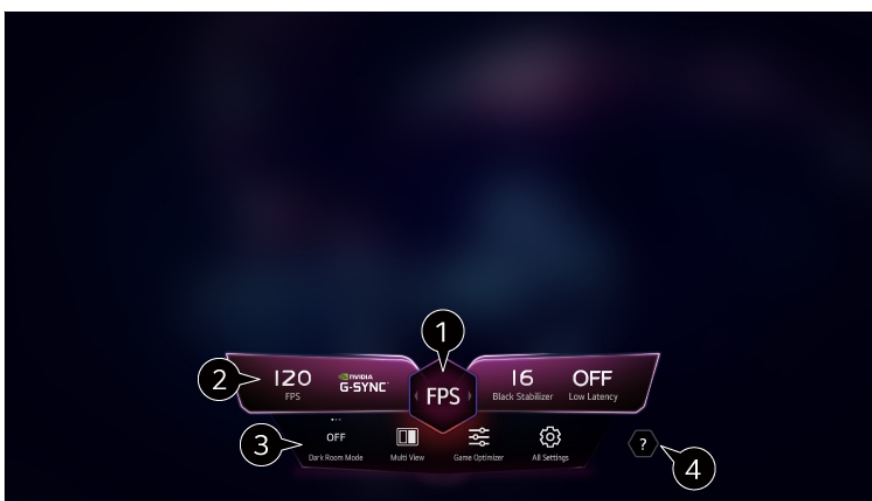 1
2
120
FPS
NVIDIA
G-SYNC
FPS
16
Black Stabilizer
OFF
Low Latency
3
OFF
Dark Room Mode
Multi View
Game Optimizer
All Settings
?
4